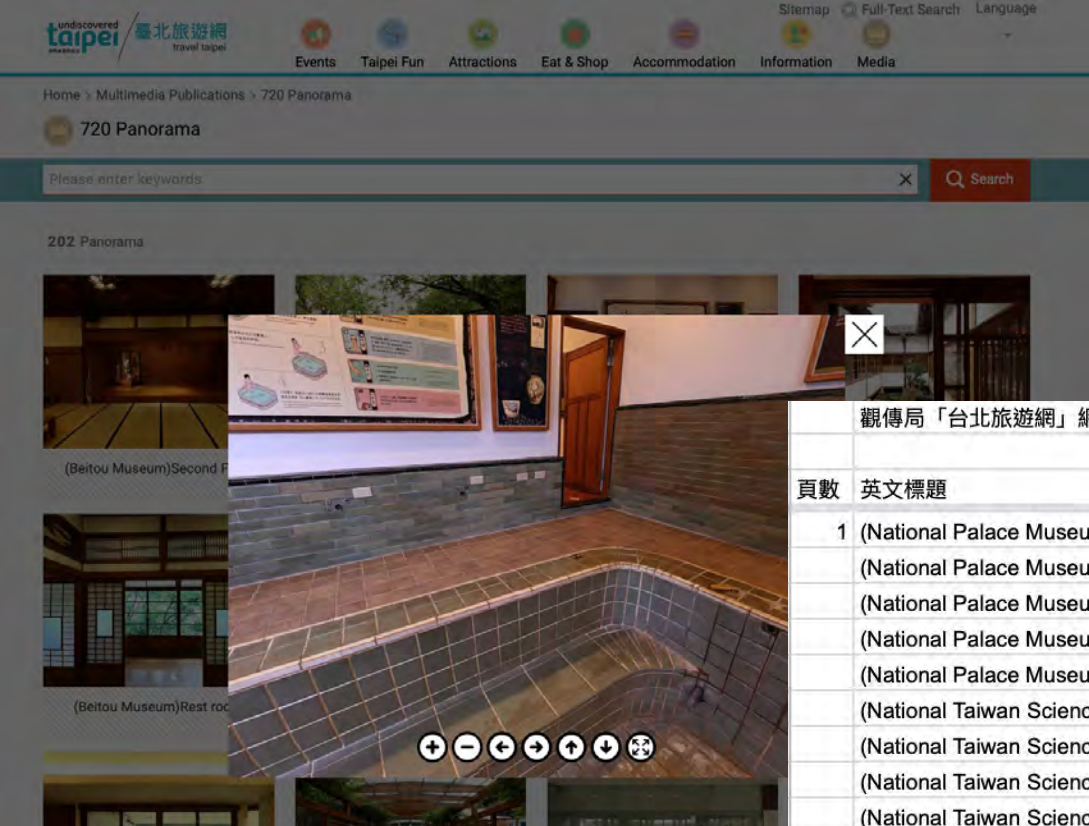 Sitemap Full-Text Search Language
undiscovered
taipei
臺北旅遊網
travel taipei
Events Taipei Fun Attractions Eat & Shop Accommodation Information Media
Home > Multimedia Publications > 720 Panorama
720 Panorama
Please enter keywords
Search
202 Panorama
(Beitou Museum)Second F
(Beitou Museum)Rest roo
觀傳局「台北旅遊網」
頁數 英文標題
1 (National Palace Museu
(National Palace Museu
(National Palace Museu
(National Palace Museu
(National Palace Museu
(National Taiwan Scienc
(National Taiwan Scienc
(National Taiwan Scienc
(National Taiwan Scienc